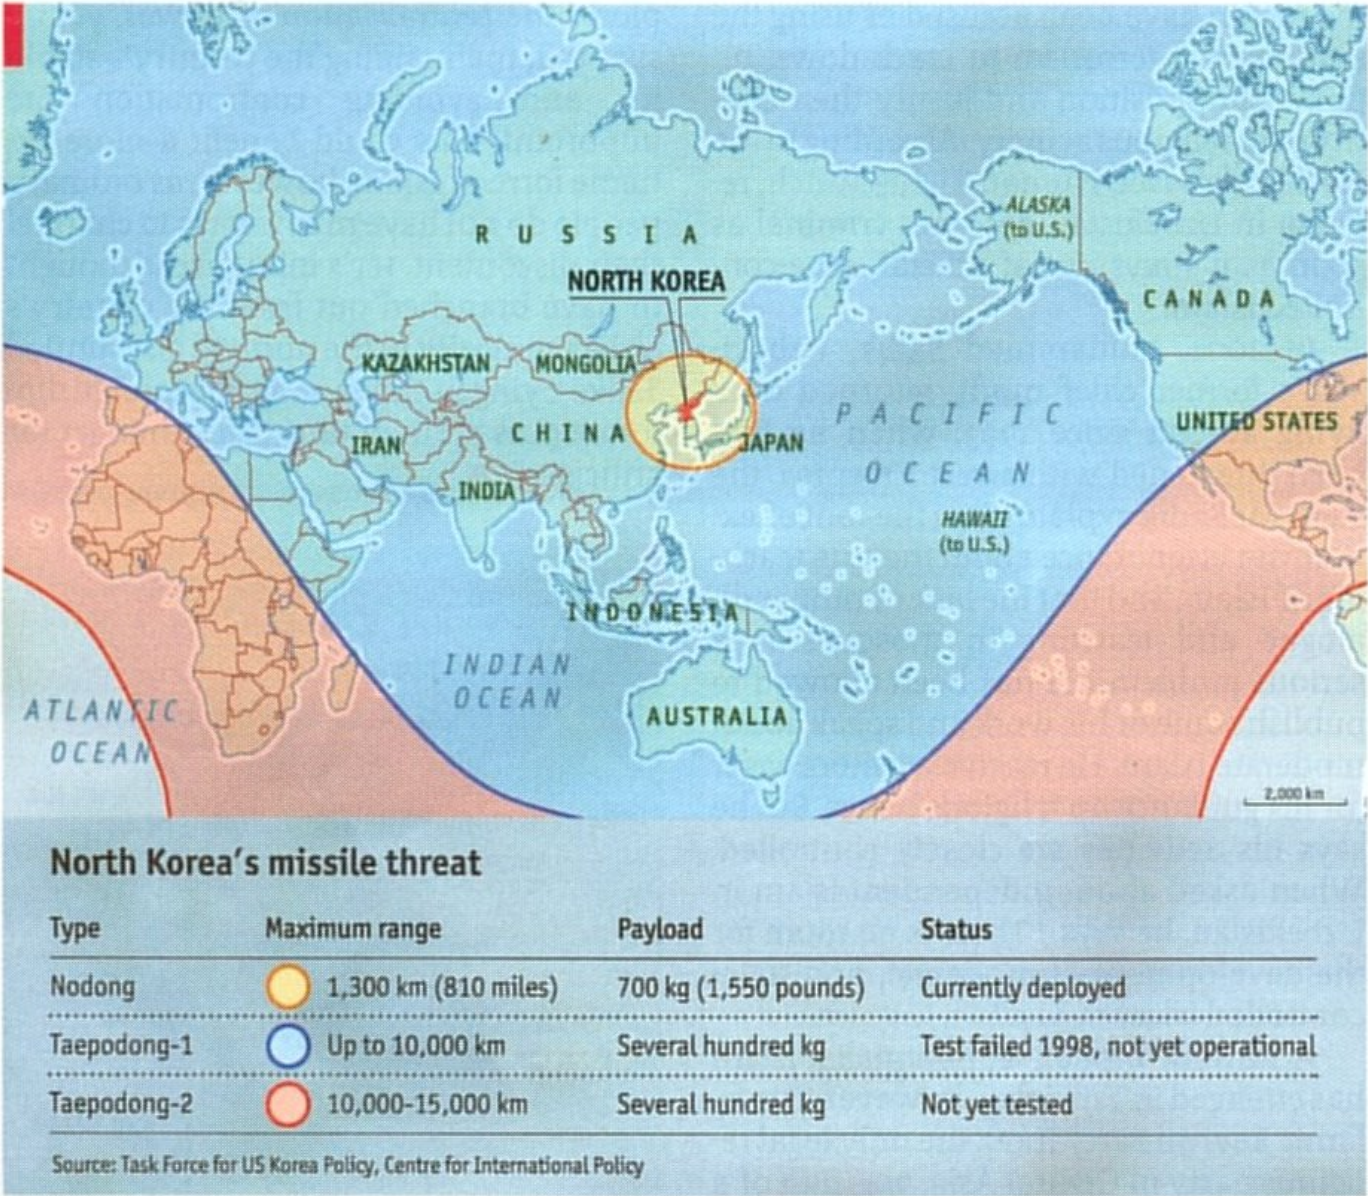 ALASKA
(to U.S.)
R U S S I A
NORTH KOREA
CANADA
KAZAKHSTAN
MONGOLIA
PACIFIC
OCEAN
UNITED STATES
CHINA
JAPAN
IRAN
INDIA
HAWAII
(to U.S.)
INDONESIA
INDIAN
OCEAN
ATLANTIC
OCEAN
AUSTRALIA
2,000 km
North Korea's missile threat
Type Maximum range Payload Status
Nodong 1,300 km (810 miles) 700 kg (1,550 pounds) Currently deployed
Taepodong-1 Up to 10,000 km Several hundred kg Test failed 1998, not yet operational
Taepodong-2 10,000-15,000 km Several hundred kg Not yet tested
Source: Task Force for US Korea Policy, Centre for International Policy